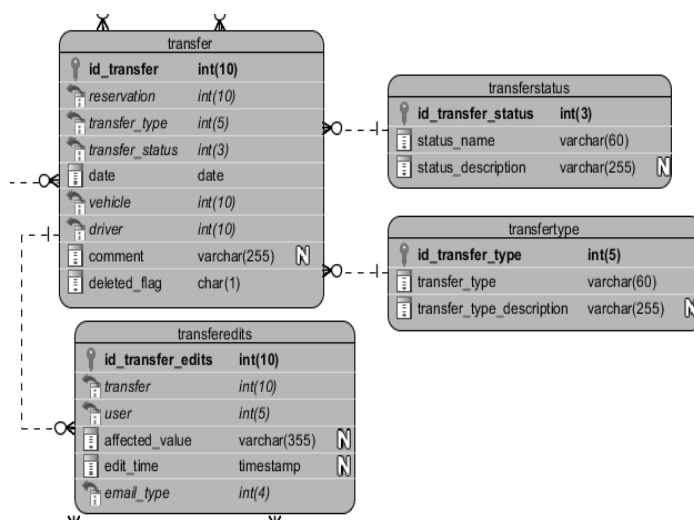 transfer
id_transfer int(10)
reservation int(10)
transfer_type int(5)
transfer_status int(3)
date date
vehicle int(10)
driver int(10)
comment varchar(255) N
deleted_flag char(1)
transferstatus
id_transfer_status int(3)
status_name varchar(60)
status_description varchar(255) N
transfertype
id_transfer_type int(5)
transfer_type varchar(60)
transfer_type_description varchar(255) N
transferedits
id_transfer_edits int(10)
transfer int(10)
user int(5)
affected_value varchar(355) N
edit_time timestamp N
email_type int(4)